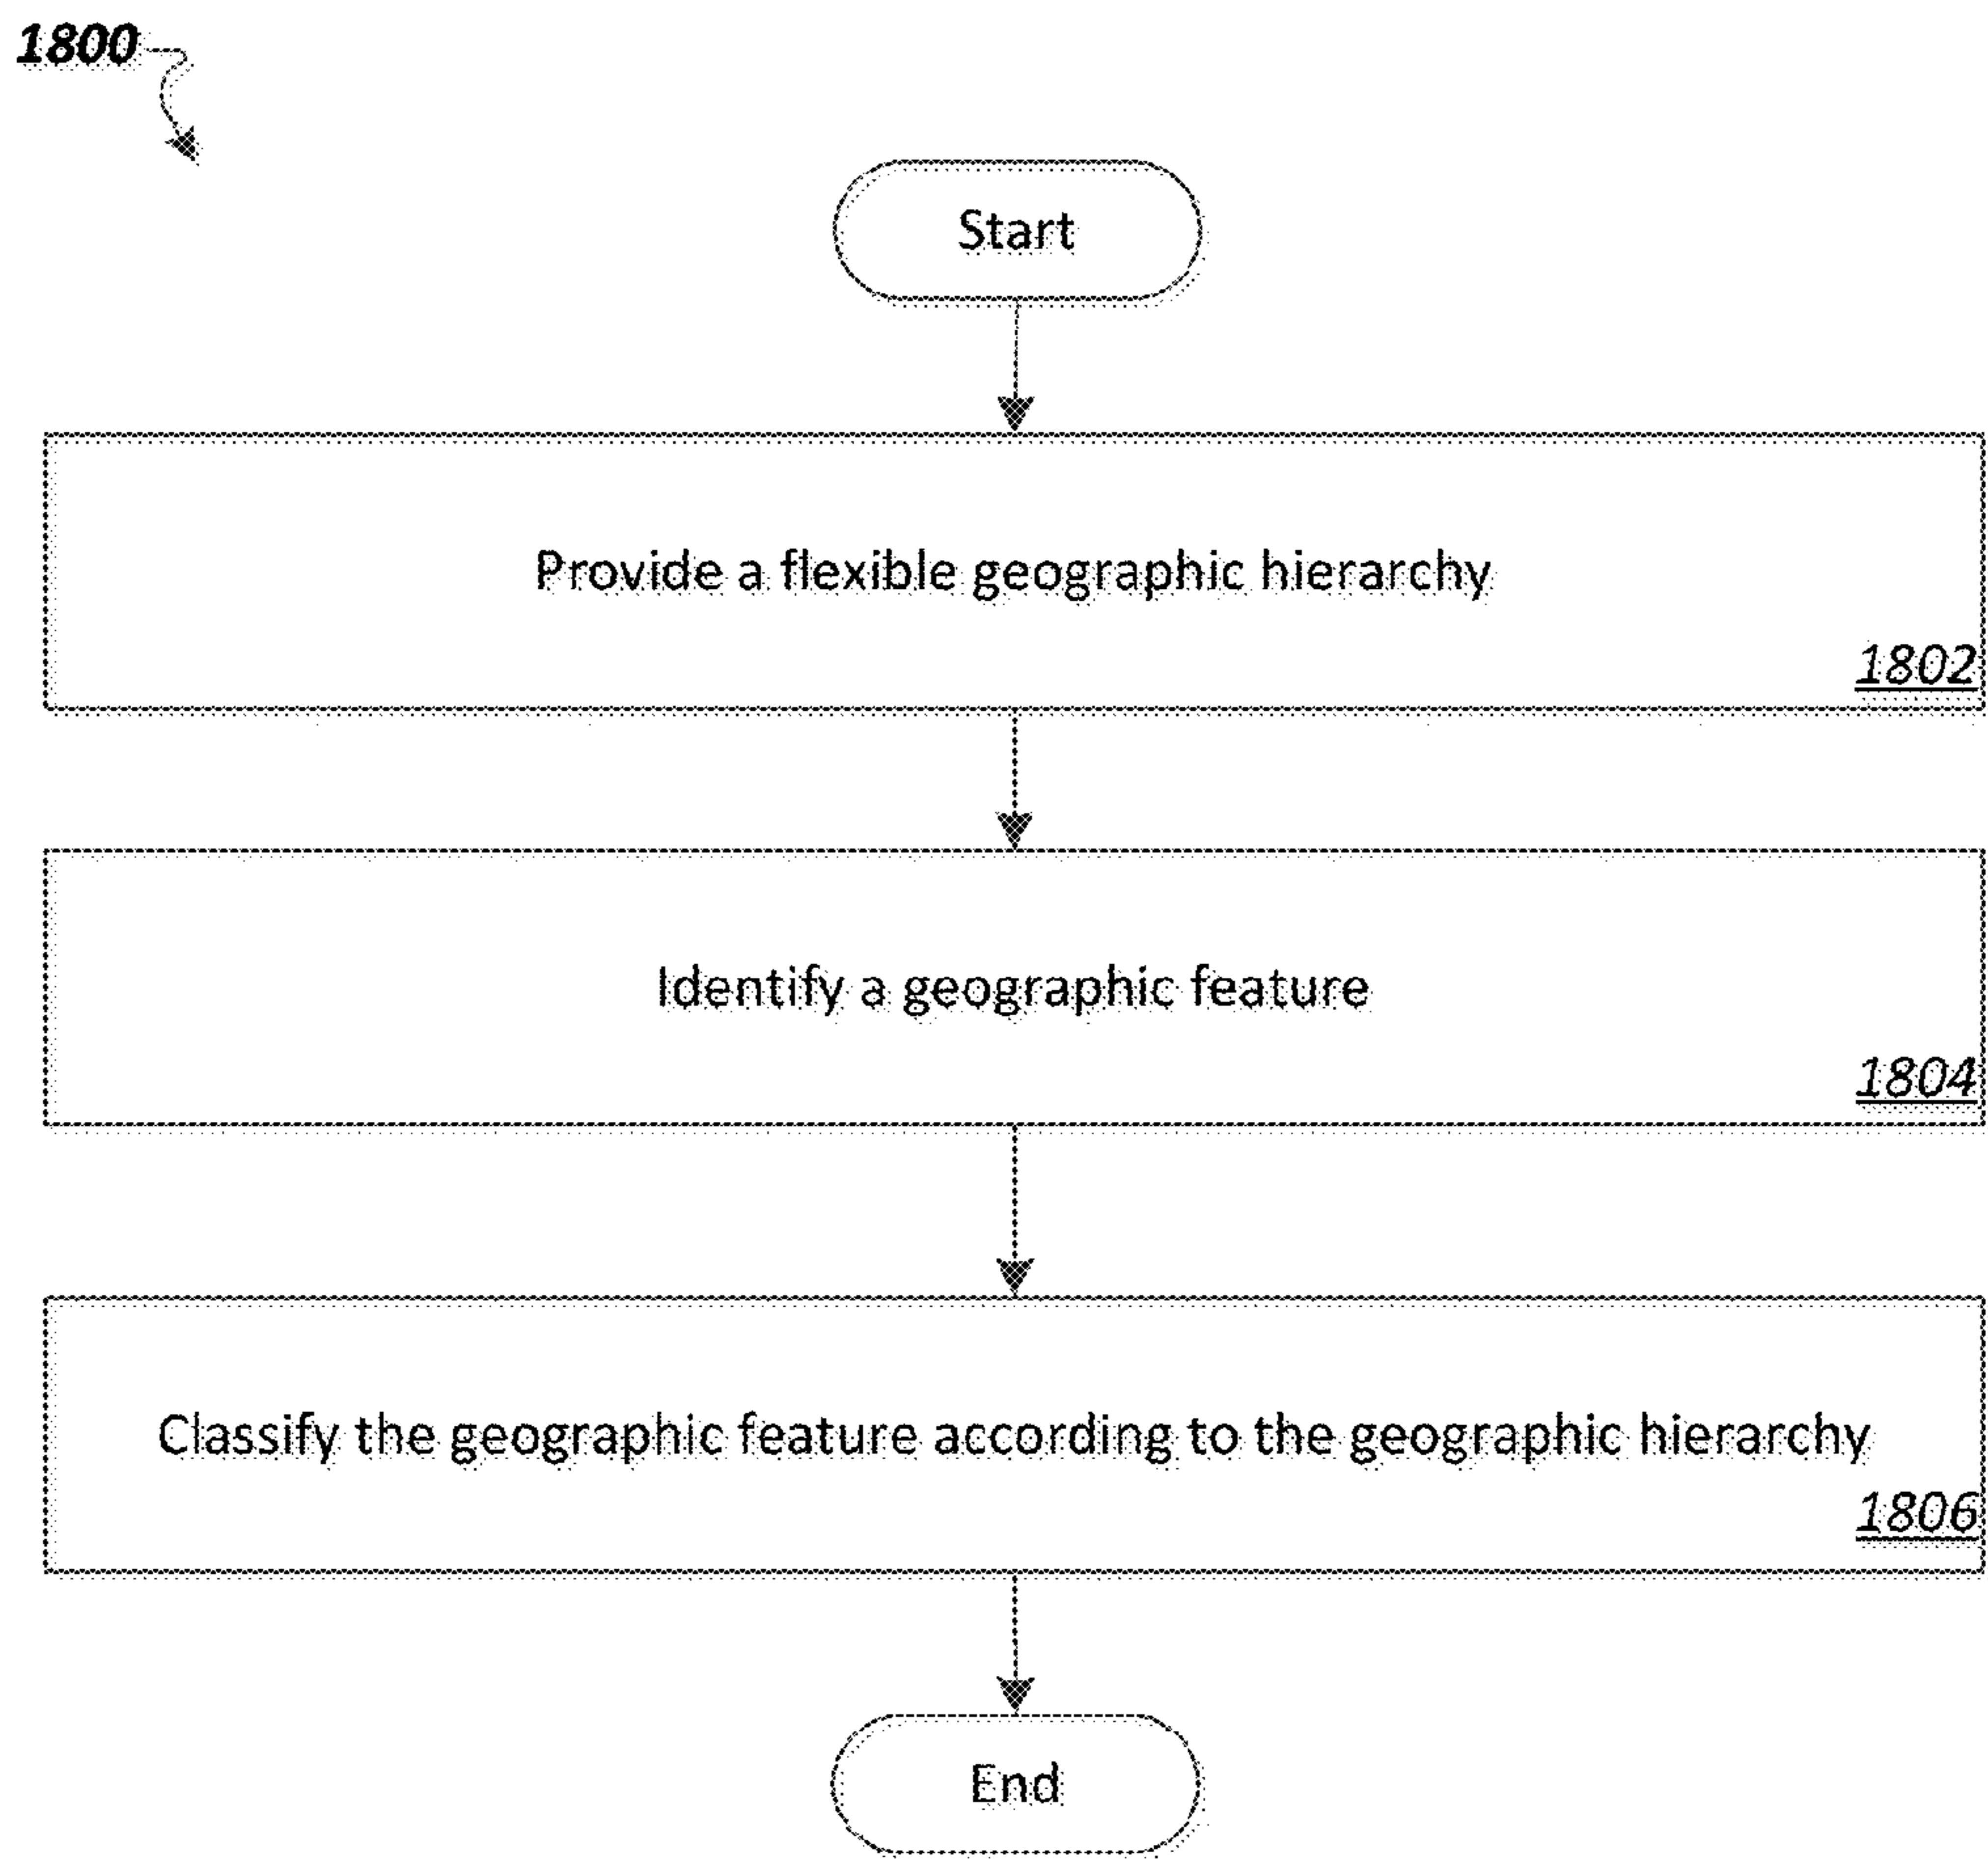 1800
Start
Provide a flexible geographic hierarchy
1802
Identify a geographic feature
1804
Classify the geographic feature according to the geographic hierarchy
1806
End